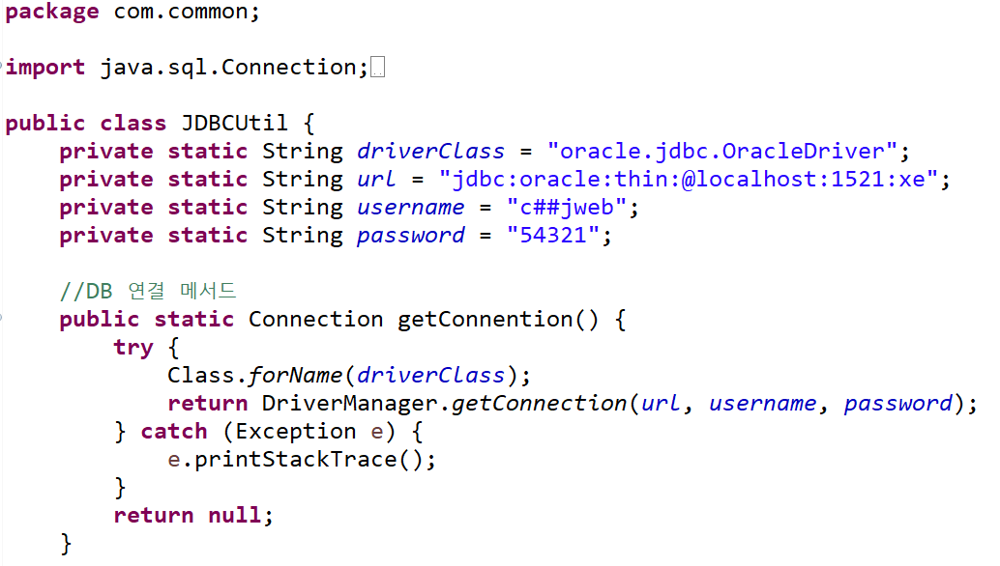 package com.common;
import java.sql.Connection;
public class JDBCUtil {
private static String driverClass = "oracle.jdbc.OracleDriver";
private static String url = "jdbc:oracle:thin:@localhost:1521:xe";
private static String username = "c##jweb";
private static String password = "54321";
//DB 연결 메서드
public static Connection getConnention() {
try {
Class.forName(driverClass);
return DriverManager.getConnection(url, username, password);
} catch (Exception e) {
e.printStackTrace();
}
return null;
}